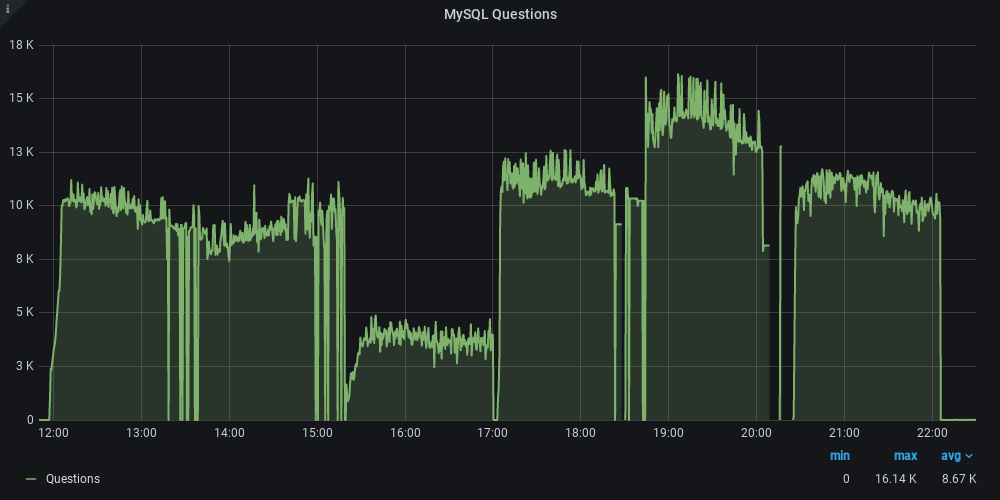 i
MySQL Questions
18 K
15 K
13 K
10 K
8 K
5 K
3 K
0
12:00 13:00 14:00 15:00 16:00 17:00 18:00 19:00 20:00 21:00 22:00
min max avg
Questions 0 16.14 K 8.67 K